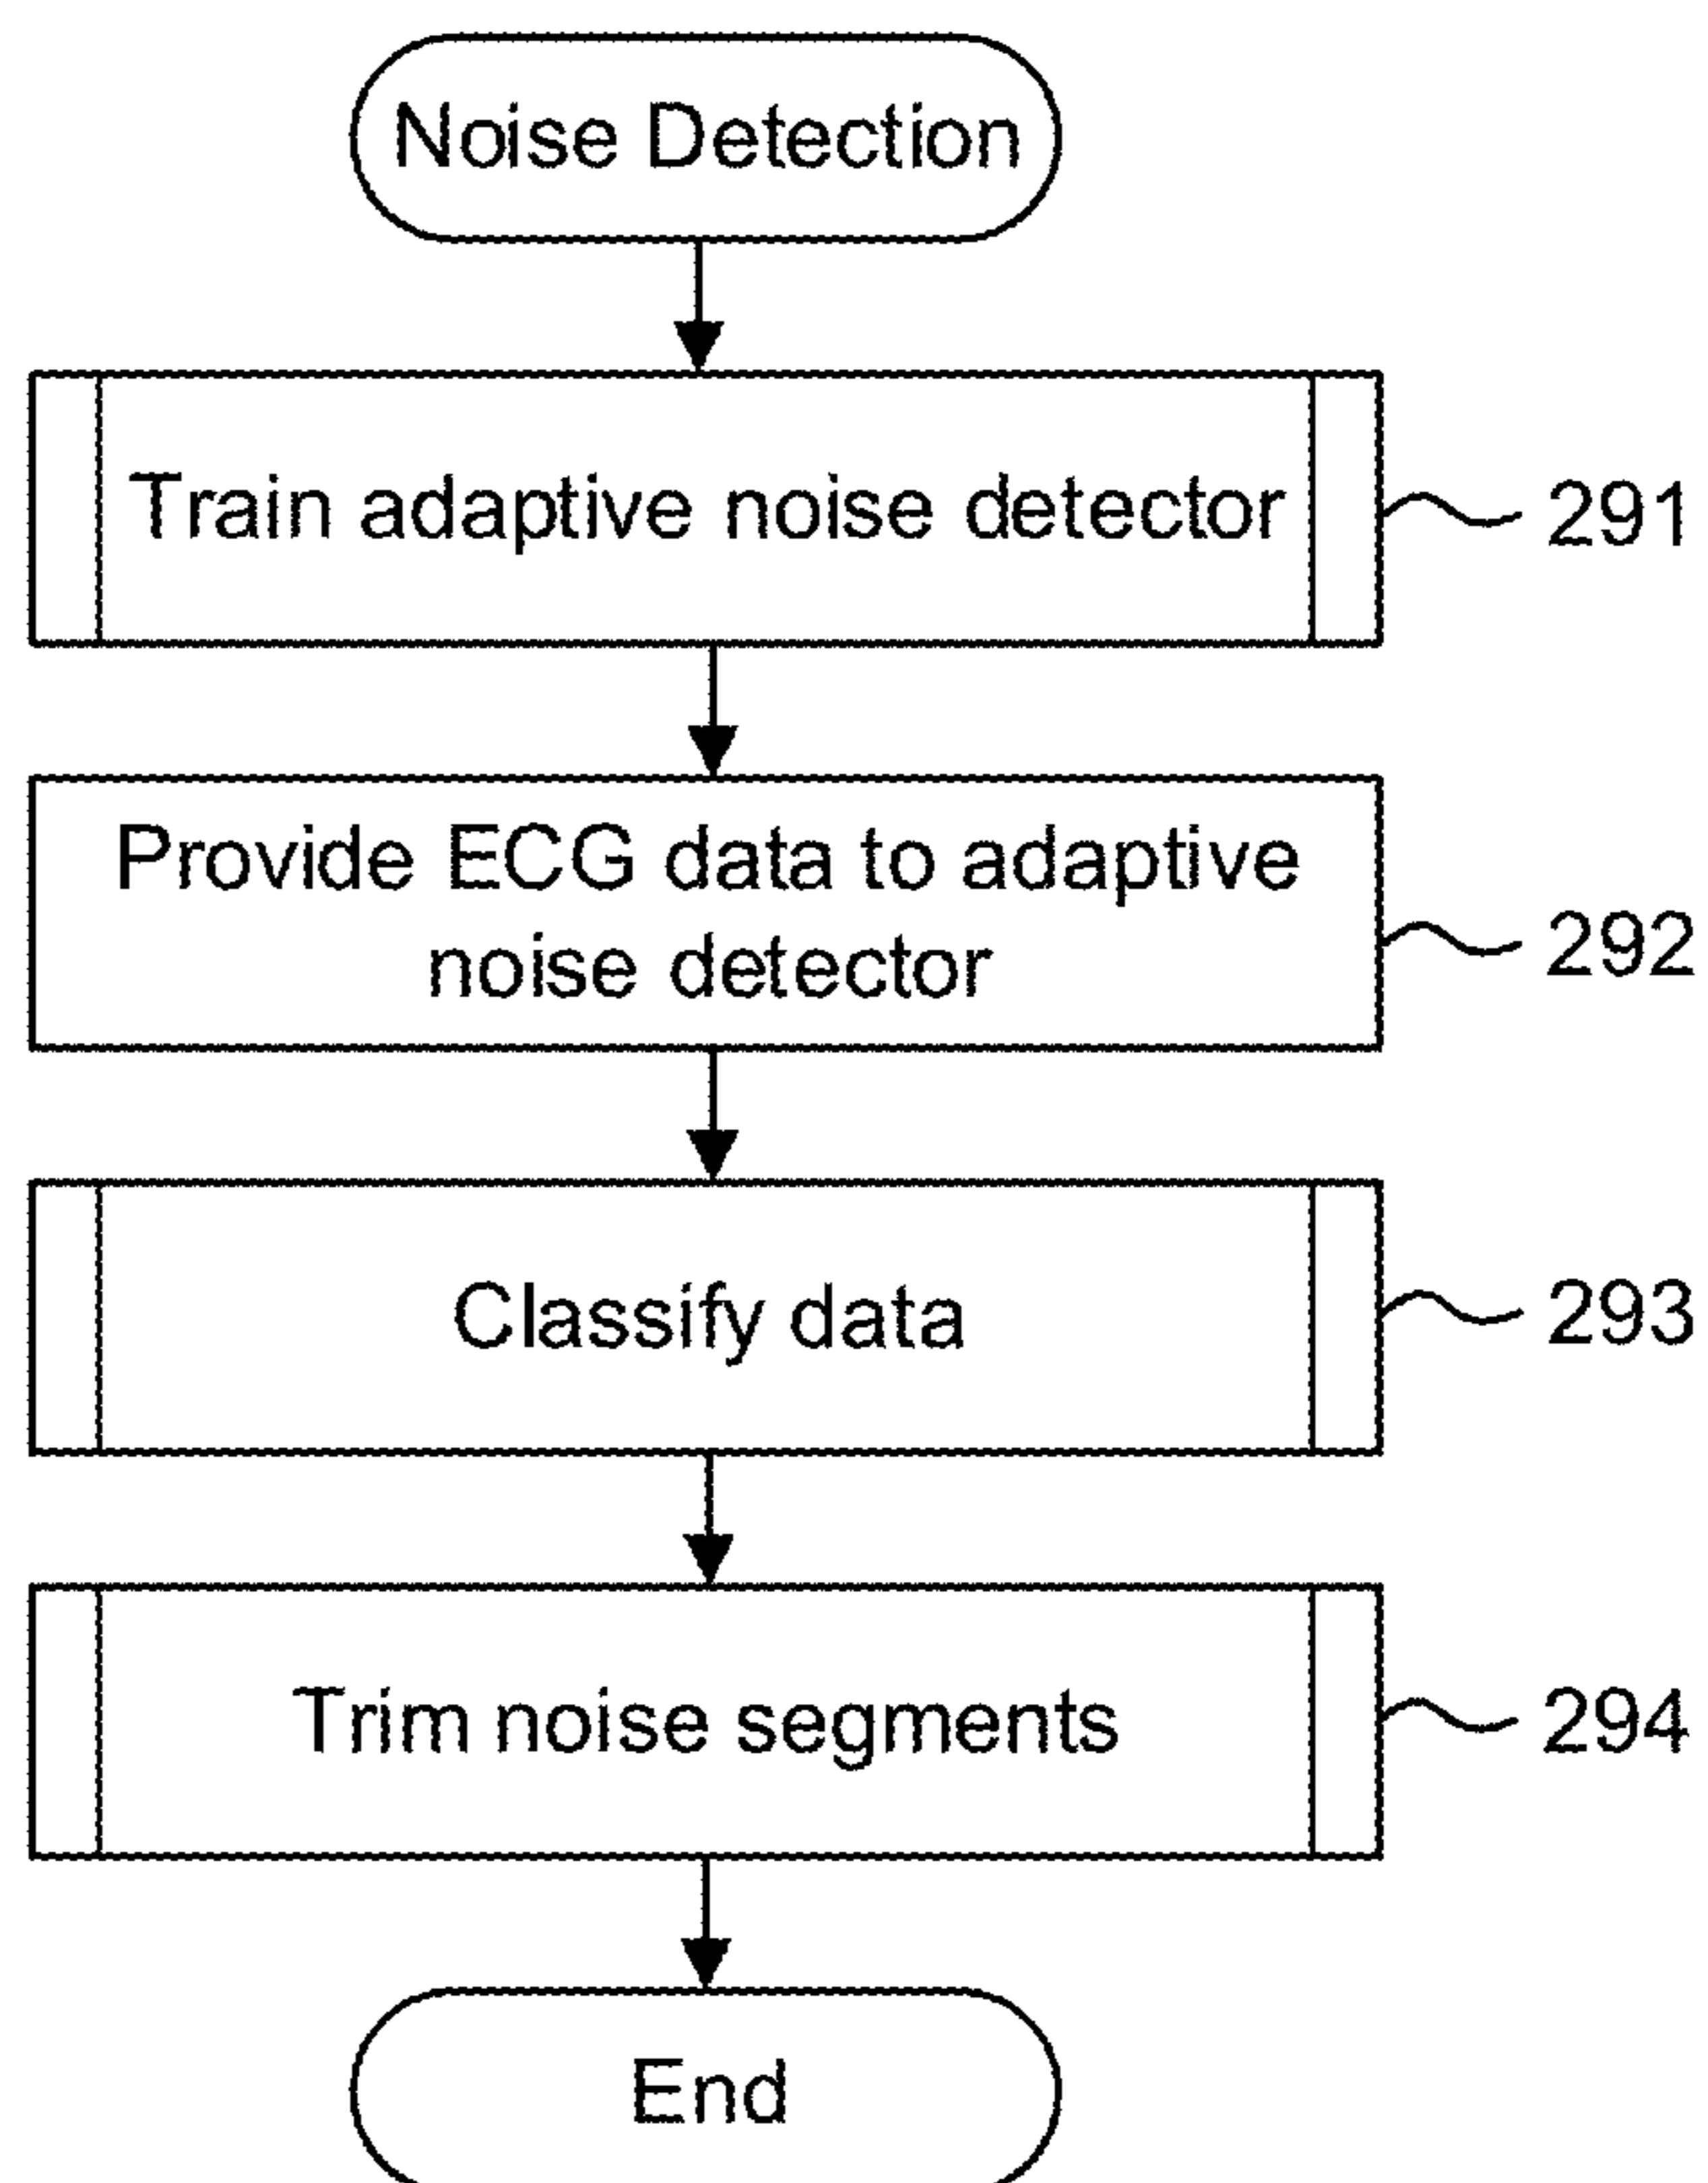 Noise Detection
Train adaptive noise detector
291
Provide ECG data to adaptive
noise detector
292
Classify data
293
Trim noise segments
294
End